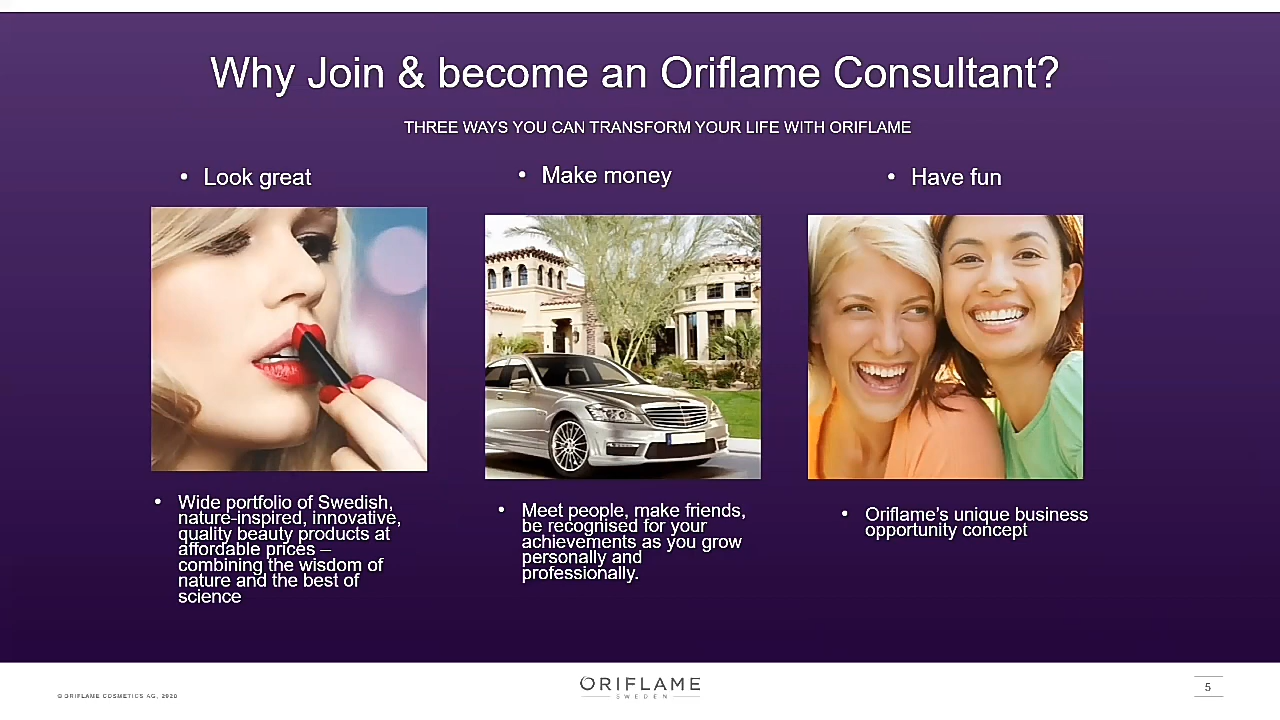 Why Join & become an Oriflame Consultant?
THREE WAYS YOU CAN TRANSFORM YOUR LIFE WITH ORIFLAME
• Look great
• Make money
• Have fun
• Wide portfolio of Swedish,
nature-inspired, innovative,
quality beauty products at
affordable prices –
combining the wisdom of
nature and the best of
science
• Meet people, make friends,
be recognised for your
achievements as you grow
personally and
professionally.
• Oriflame's unique business
opportunity concept
© ORIFLAME COSMETICS AG, 2020
ORIFLAME
SWEDEN
5